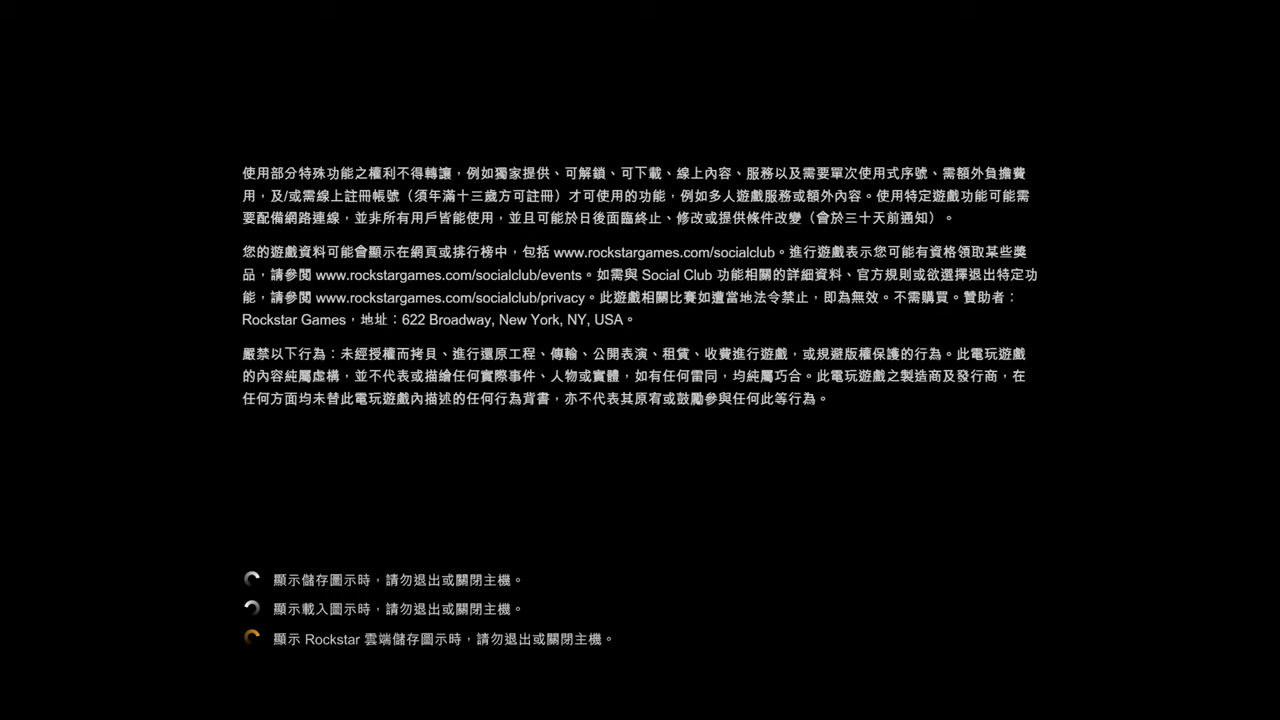 使用部分特殊功能之權利不得轉讓，例如獨家提供、可解鎖、可下載、線上內容、服務以及需要單次使用式序號、需額外負擔費
用，及/或需線上註冊帳號（須年滿十三歲方可註冊）才可使用的功能，例如多人遊戲服務或額外內容。使用特定遊戲功能可能需
要配備網路連線，並非所有用戶皆能使用，並且可能於日後面臨終止、修改或提供條件改變（會於三十天前通知）。
您的遊戲資料可能會顯示在網頁或排行榜中，包括 www.rockstargames.com/socialclub。進行遊戲表示您可能有資格領取某些獎
品，請參閱 www.rockstargames.com/socialclub/events。如需與 Social Club 功能相關的詳細資料、官方規則或欲選擇退出特定功
能，請參閱 www.rockstargames.com/socialclub/privacy。此遊戲相關比賽如遭當地法令禁止，即為無效。不需購買。贊助者：
Rockstar Games，地址：622 Broadway, New York, NY, USA。
嚴禁以下行為：未經授權而拷貝、進行還原工程、傳輸、公開表演、租賃、收費進行遊戲，或規避版權保護的行為。此電玩遊戲
的內容純屬虛構，並不代表或描繪任何實際事件、人物或實體，如有任何雷同，均純屬巧合。此電玩遊戲之製造商及發行商，在
任何方面均未替此電玩遊戲內描述的任何行為背書，亦不代表其原宥或鼓勵參與任何此等行為。
顯示儲存圖示時，請勿退出或關閉主機。
顯示載入圖示時，請勿退出或關閉主機。
顯示 Rockstar 雲端儲存圖示時，請勿退出或關閉主機。